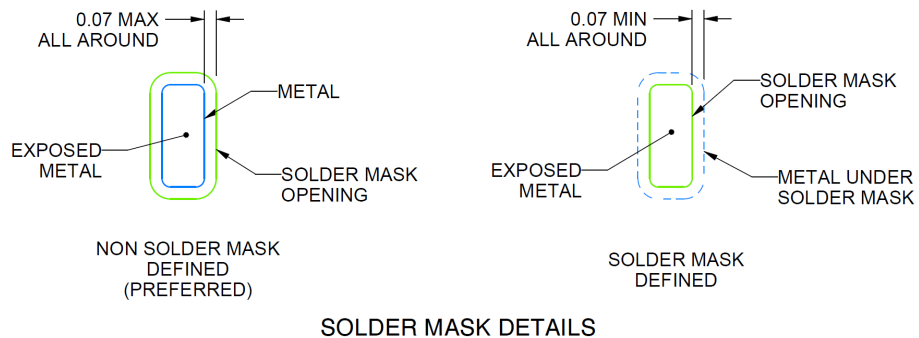 0.07 MAX
ALL AROUND
METAL
EXPOSED
METAL
SOLDER MASK
OPENING
NON SOLDER MASK
DEFINED
(PREFERRED)
0.07 MIN
ALL AROUND
SOLDER MASK
OPENING
EXPOSED
METAL
METAL UNDER
SOLDER MASK
SOLDER MASK
DEFINED
SOLDER MASK DETAILS